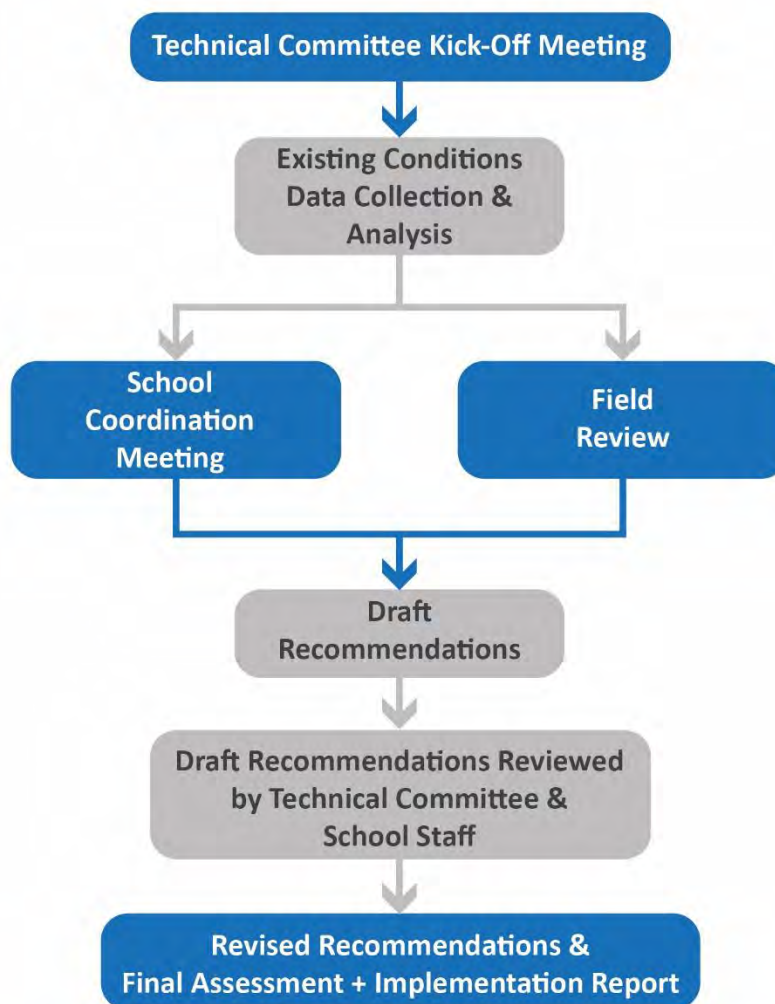 Technical Committee Kick-Off Meeting
Existing Conditions
Data Collection &
Analysis
School
Coordination
Meeting
Field
Review
Draft
Recommendations
Draft Recommendations Reviewed
by Technical Committee &
School Staff
Revised Recommendations &
Final Assessment + Implementation Report